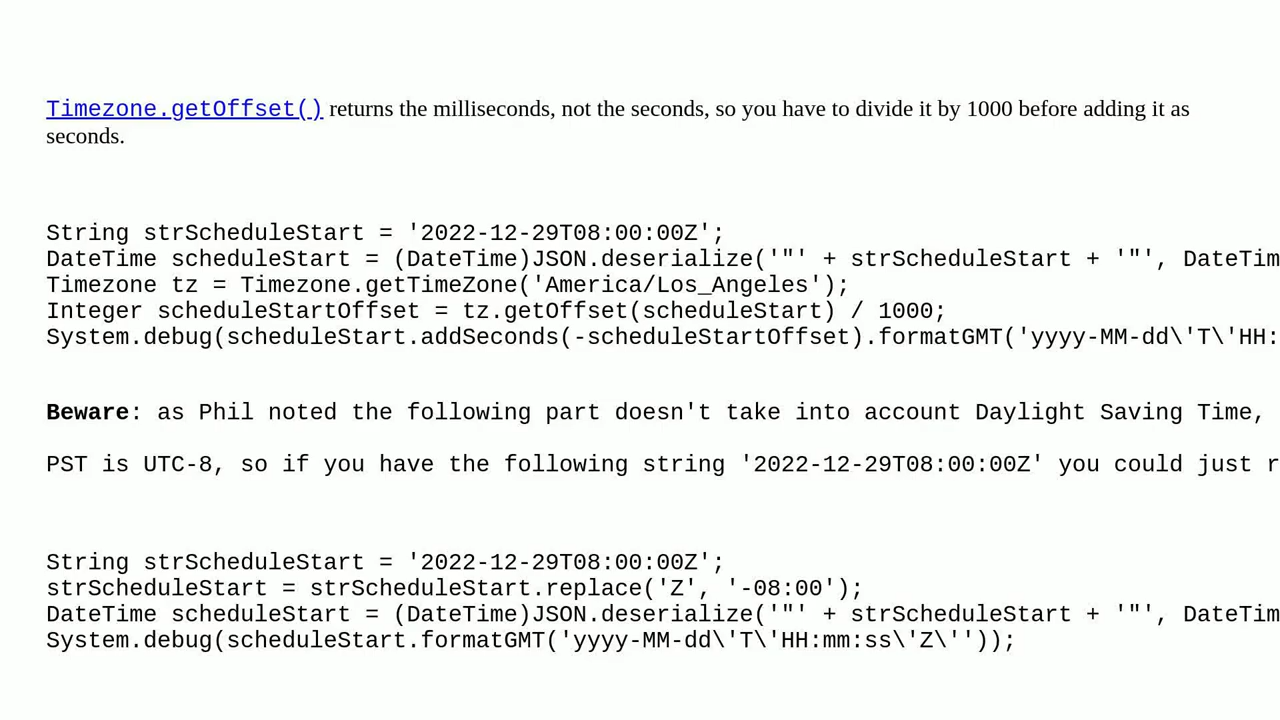 Timezone.getOffset() returns the milliseconds, not the seconds, so you have to divide it by 1000 before adding it as
seconds.
String strScheduleStart = '2022-12-29T08:00:00Z';
DateTime scheduleStart = (DateTime)JSON.deserialize('"' + strScheduleStart + '"', DateTim
Timezone tz = Timezone.getTimeZone('America/Los_Angeles');
Integer scheduleStartOffset = tz.getOffset(scheduleStart) / 1000;
System.debug(scheduleStart.addSeconds(-scheduleStartOffset).formatGMT('yyyy-MM-dd\'T\'HH:
Beware: as Phil noted the following part doesn't take into account Daylight Saving Time,
PST is UTC-8, so if you have the following string '2022-12-29T08:00:00Z' you could just r
String strScheduleStart = '2022-12-29T08:00:00Z';
strScheduleStart = strScheduleStart.replace('Z', '-08:00');
DateTime scheduleStart = (DateTime)JSON.deserialize('"' + strScheduleStart + '"', DateTim
System.debug(scheduleStart.formatGMT('yyyy-MM-dd\'T\'HH:mm:ss\'Z\''));